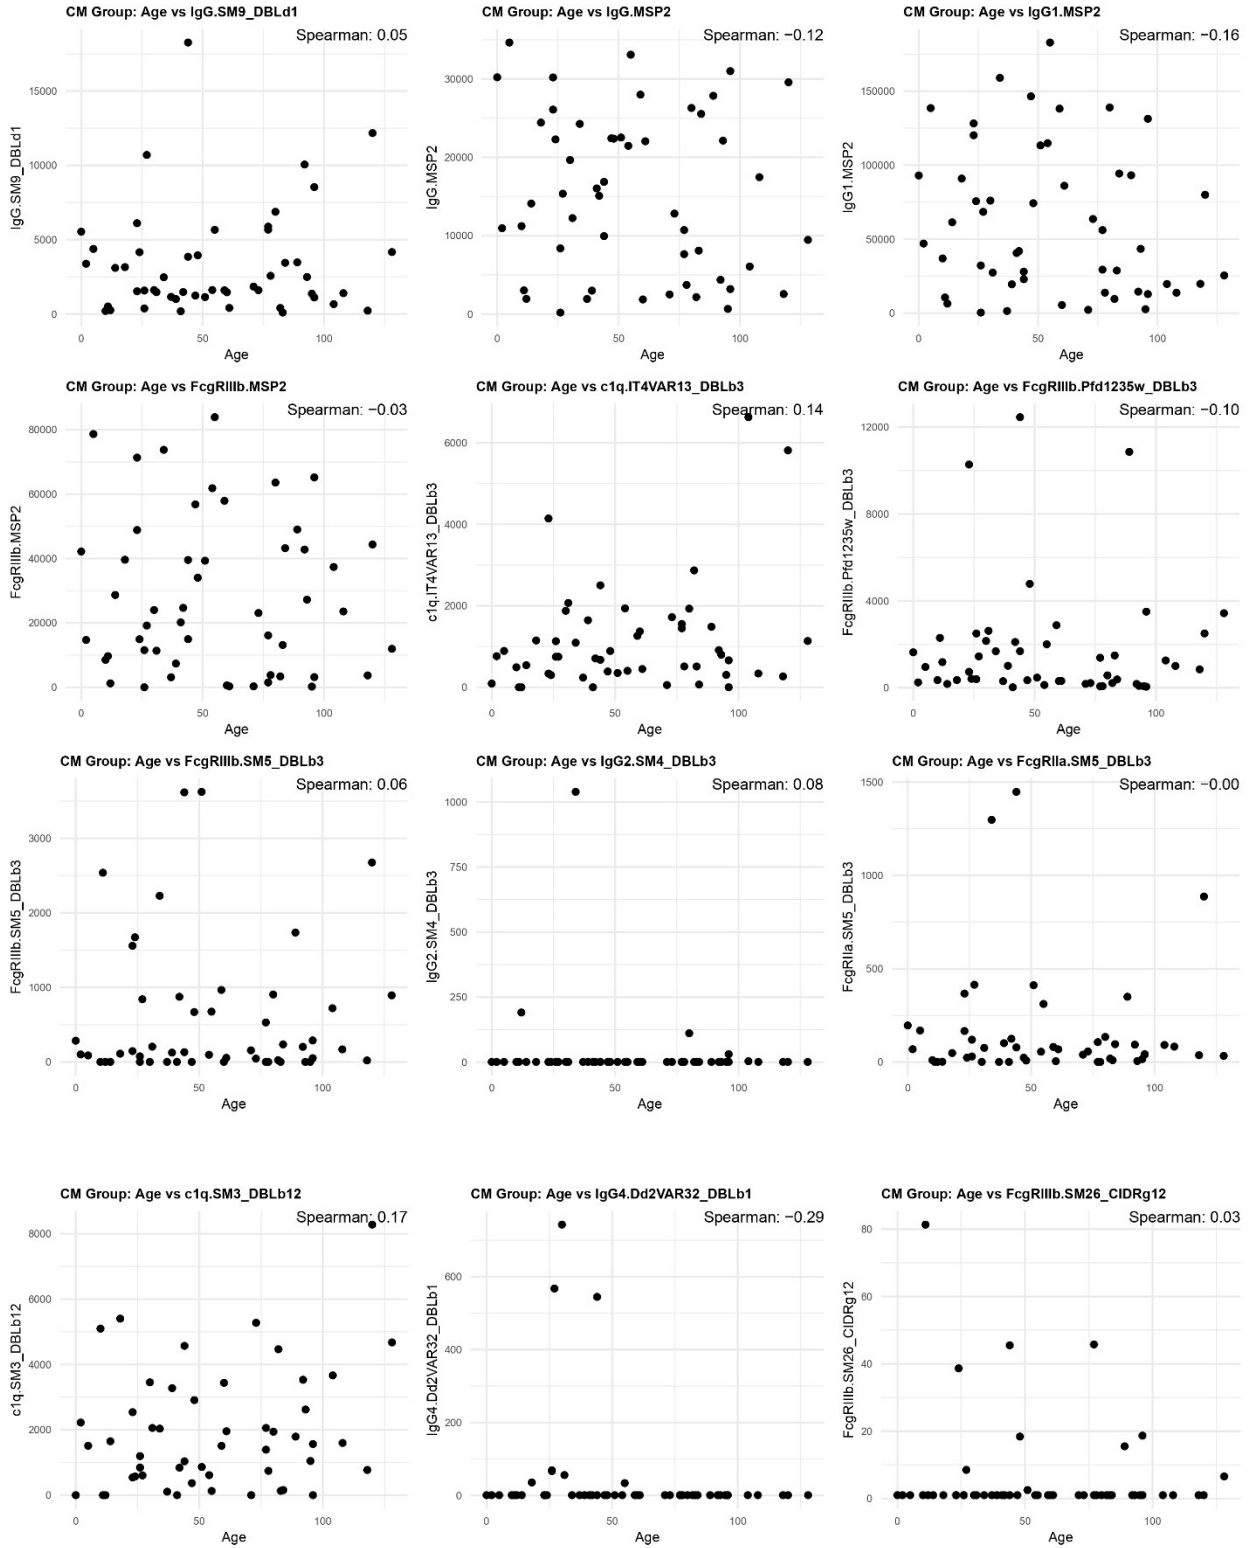 CM Group: Age vs IgG.SM9_DBLd1
Spearman: 0.05
IgG.SM9_DBLd1
15000
10000
5000
0
0
50
100
Age
CM Group: Age vs IgG.MSP2
Spearman: −0.12
IgG.MSP2
30000
20000
10000
0
0
50
100
Age
CM Group: Age vs IgG1.MSP2
Spearman: −0.16
IgG1.MSP2
150000
100000
50000
0
0
50
100
Age
CM Group: Age vs FcgRIIIb.MSP2
Spearman: −0.03
FcgRIIIb.MSP2
80000
60000
40000
20000
0
0
50
100
Age
CM Group: Age vs c1q.IT4VAR13_DBLb3
Spearman: 0.14
c1q.IT4VAR13_DBLb3
6000
4000
2000
0
0
50
100
Age
CM Group: Age vs FcgRIIIb.Pfd1235w_DBLb3
Spearman: −0.10
FcgRIIIb.Pfd1235w_DBLb3
12000
8000
4000
0
0
50
100
Age
CM Group: Age vs FcgRIIIb.SM5_DBLb3
Spearman: 0.06
FcgRIIIb.SM5_DBLb3
3000
2000
1000
0
0
50
100
Age
CM Group: Age vs IgG2.SM4_DBLb3
Spearman: 0.08
IgG2.SM4_DBLb3
1000
750
500
250
0
0
50
100
Age
CM Group: Age vs FcgRIIa.SM5_DBLb3
Spearman: −0.00
FcgRIIa.SM5_DBLb3
1500
1000
500
0
0
50
100
Age
CM Group: Age vs c1q.SM3_DBLb12
Spearman: 0.17
c1q.SM3_DBLb12
8000
6000
4000
2000
0
0
50
100
Age
CM Group: Age vs IgG4.Dd2VAR32_DBLb1
Spearman: −0.29
IgG4.Dd2VAR32_DBLb1
600
400
200
0
0
50
100
Age
CM Group: Age vs FcgRIIIb.SM26_CIDRg12
Spearman: 0.03
FcgRIIIb.SM26_CIDRg12
80
60
40
20
0
0
50
100
Age